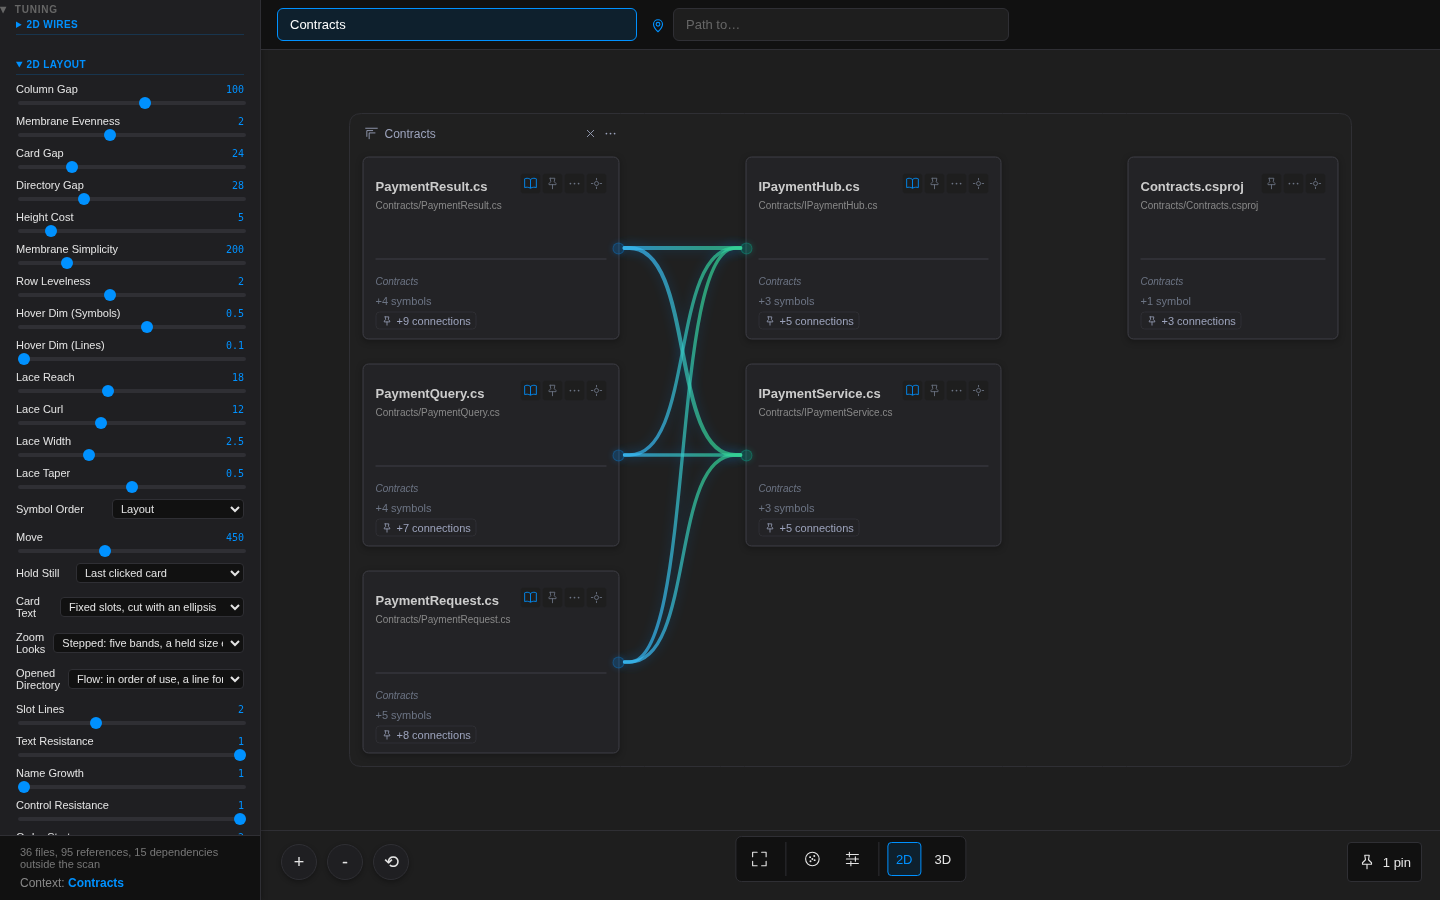 TUNING
2D WIRES
2D LAYOUT
Column Gap 100
Membrane Evenness 2
Card Gap 24
Directory Gap 28
Height Cost 5
Membrane Simplicity 200
Row Levelness 2
Hover Dim (Symbols) 0.5
Hover Dim (Lines) 0.1
Lace Reach 18
Lace Curl 12
Lace Width 2.5
Lace Taper 0.5
Symbol Order Layout
Move 450
Hold Still Last clicked card
Card Text Fixed slots, cut with an ellipsis
Zoom Looks Stepped: five bands, a held size
Opened Directory Flow: in order of use, a line for
Slot Lines 2
Text Resistance 1
Name Growth 1
Control Resistance 1
36 files, 95 references, 15 dependencies
outside the scan
Context: Contracts
Contracts
Path to…
Contracts
PaymentResult.cs
Contracts/PaymentResult.cs
Contracts
+4 symbols
+9 connections
IPaymentHub.cs
Contracts/IPaymentHub.cs
Contracts
+3 symbols
+5 connections
Contracts.csproj
Contracts/Contracts.csproj
Contracts
+1 symbol
+3 connections
PaymentQuery.cs
Contracts/PaymentQuery.cs
Contracts
+4 symbols
+7 connections
IPaymentService.cs
Contracts/IPaymentService.cs
Contracts
+3 symbols
+5 connections
PaymentRequest.cs
Contracts/PaymentRequest.cs
Contracts
+5 symbols
+8 connections
+ - 2D 3D 1 pin